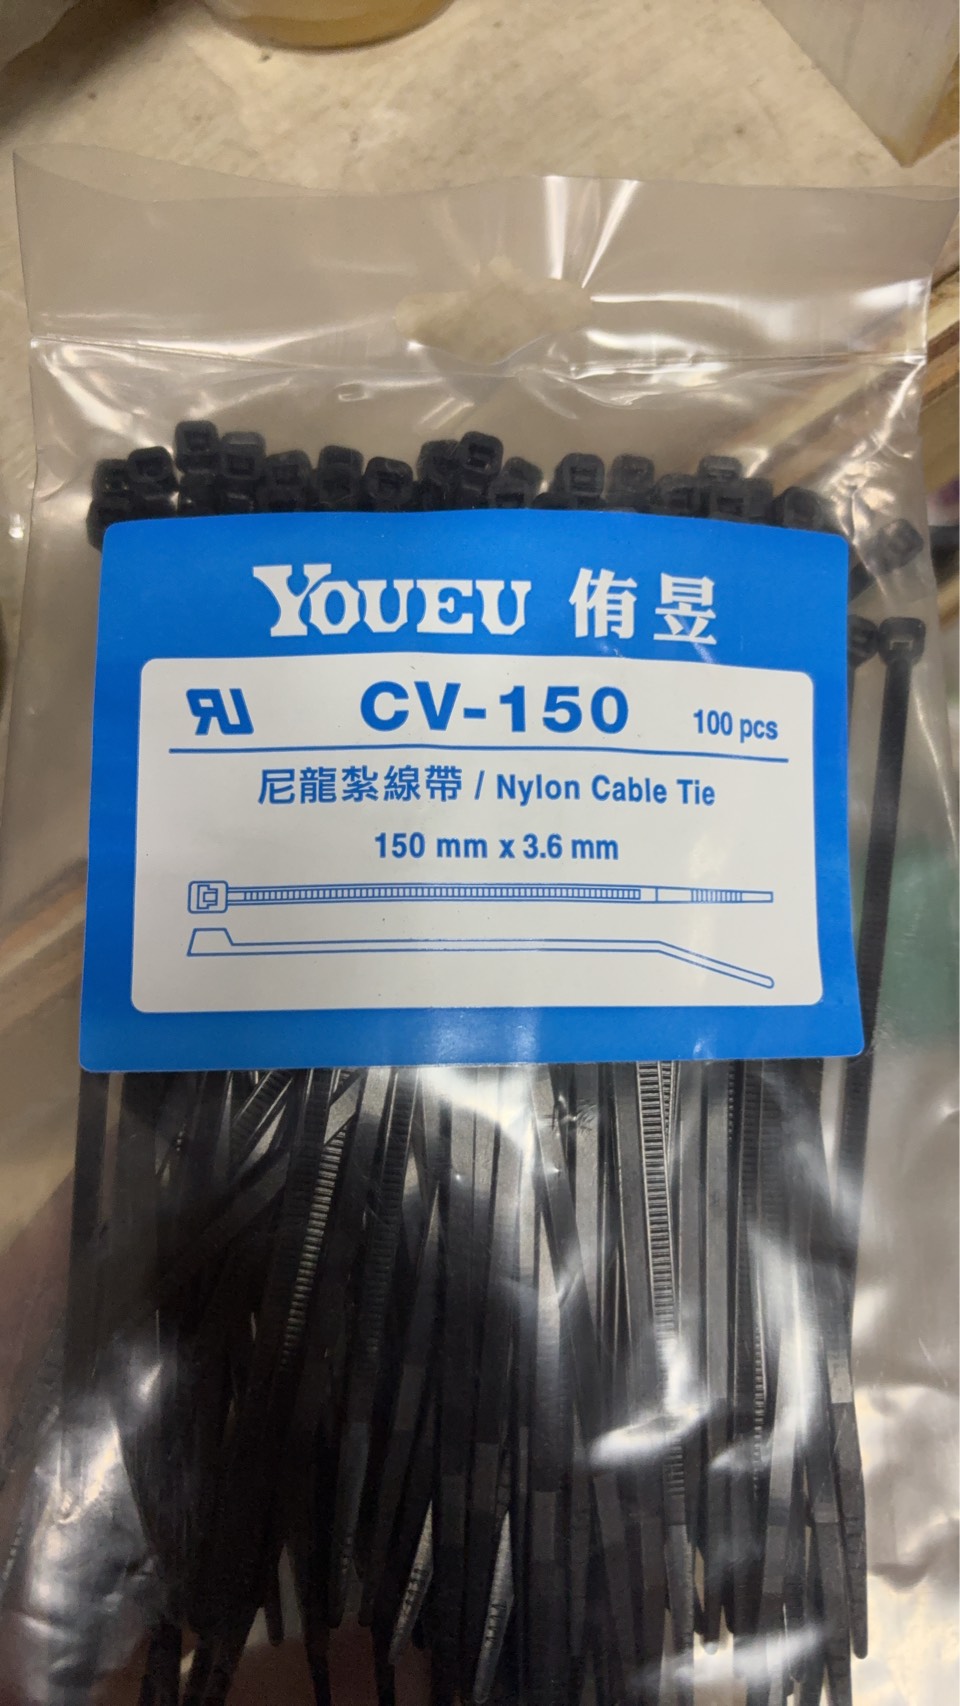 YOUEU 侑昱
RU CV-150 100 pcs
尼龍紮線帶 / Nylon Cable Tie
150 mm x 3.6 mm